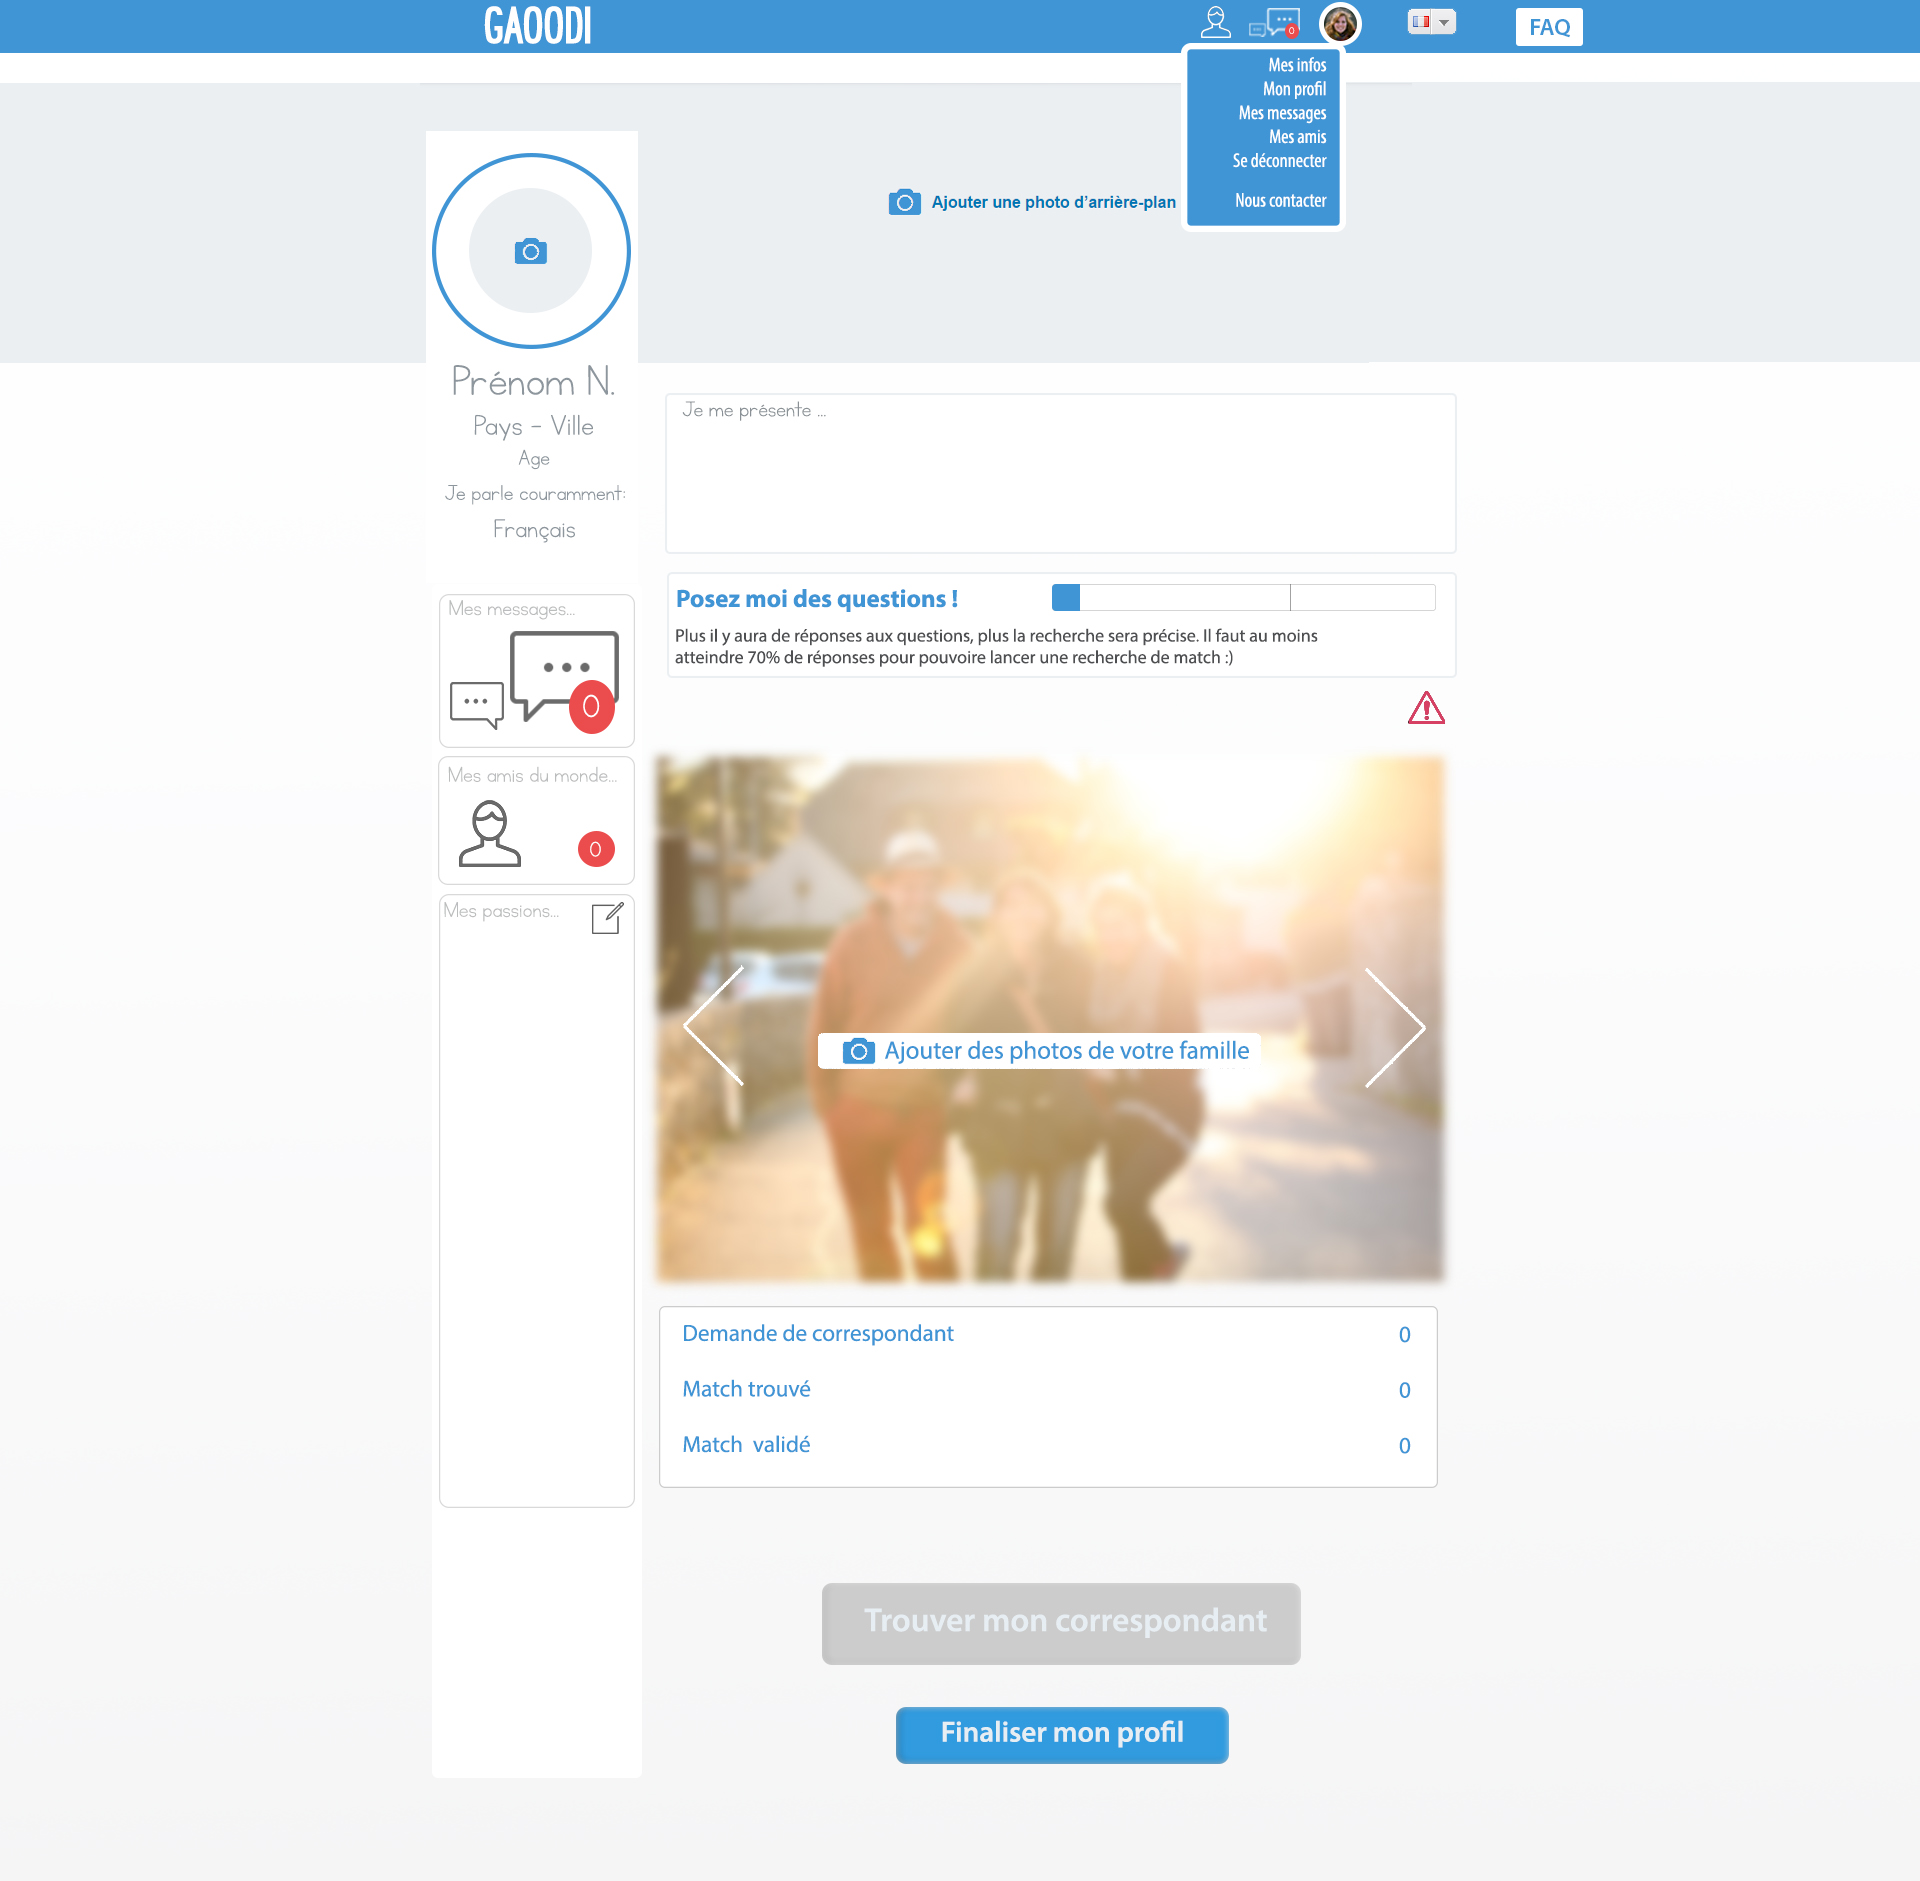 GAOODI
0
FAQ
Mes infos
Mon profil
Mes messages
Mes amis
Se déconnecter
Nous contacter
Ajouter une photo d'arrière-plan
Prénom N.
Pays - Ville
Age
Je parle couramment:
Français
Je me présente ...
Posez moi des questions !
Plus il y aura de réponses aux questions, plus la recherche sera précise. Il faut au moins
atteindre 70% de réponses pour pouvoire lancer une recherche de match :)
Mes messages...
0
Mes amis du monde...
0
Mes passions...
Ajouter des photos de votre famille
Demande de correspondant 0
Match trouvé 0
Match validé 0
Trouver mon correspondant
Finaliser mon profil